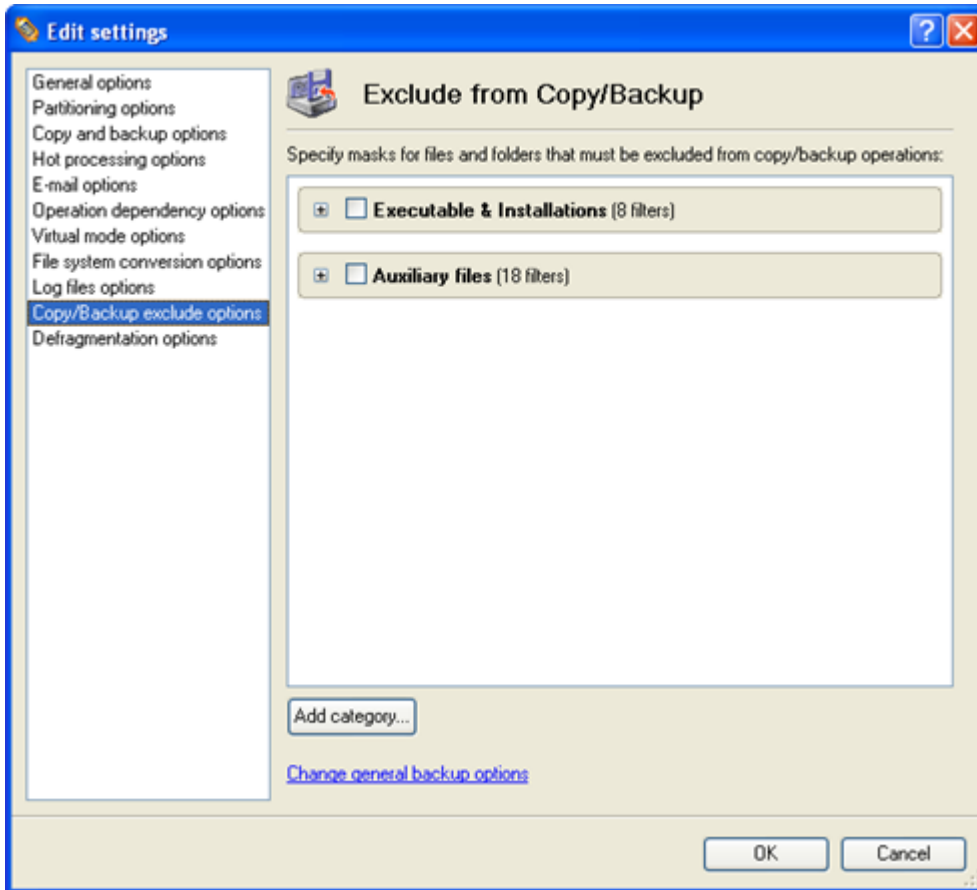 Edit settings
General options
Partitioning options
Copy and backup options
Hot processing options
E-mail options
Operation dependency options
Virtual mode options
File system conversion options
Log files options
Copy/Backup exclude options
Defragmentation options
Exclude from Copy/Backup
Specify masks for files and folders that must be excluded from copy/backup operations:
Executable & Installations (8 filters)
Auxiliary files (18 filters)
Add category...
Change general backup options
OK
Cancel